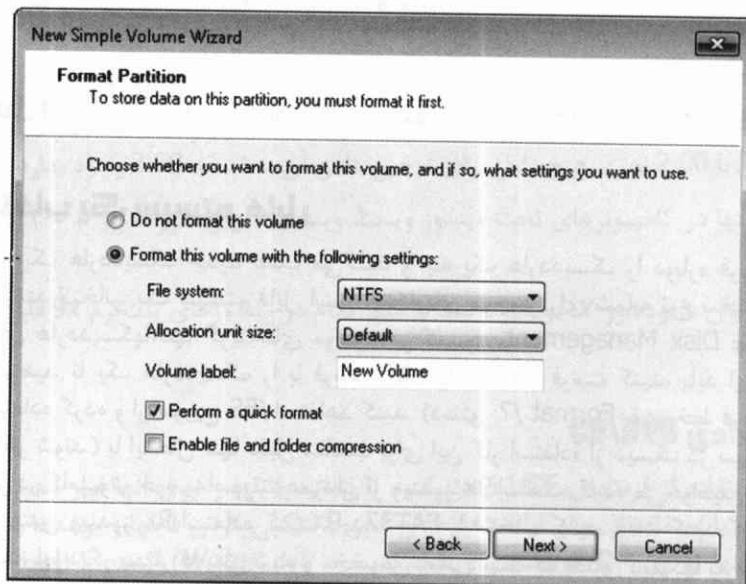 New Simple Volume Wizard
Format Partition
To store data on this partition, you must format it first.
Choose whether you want to format this volume, and if so, what settings you want to use.
Do not format this volume
Format this volume with the following settings:
File system: NTFS
Allocation unit size: Default
Volume label: New Volume
Perform a quick format
Enable file and folder compression
< Back Next > Cancel